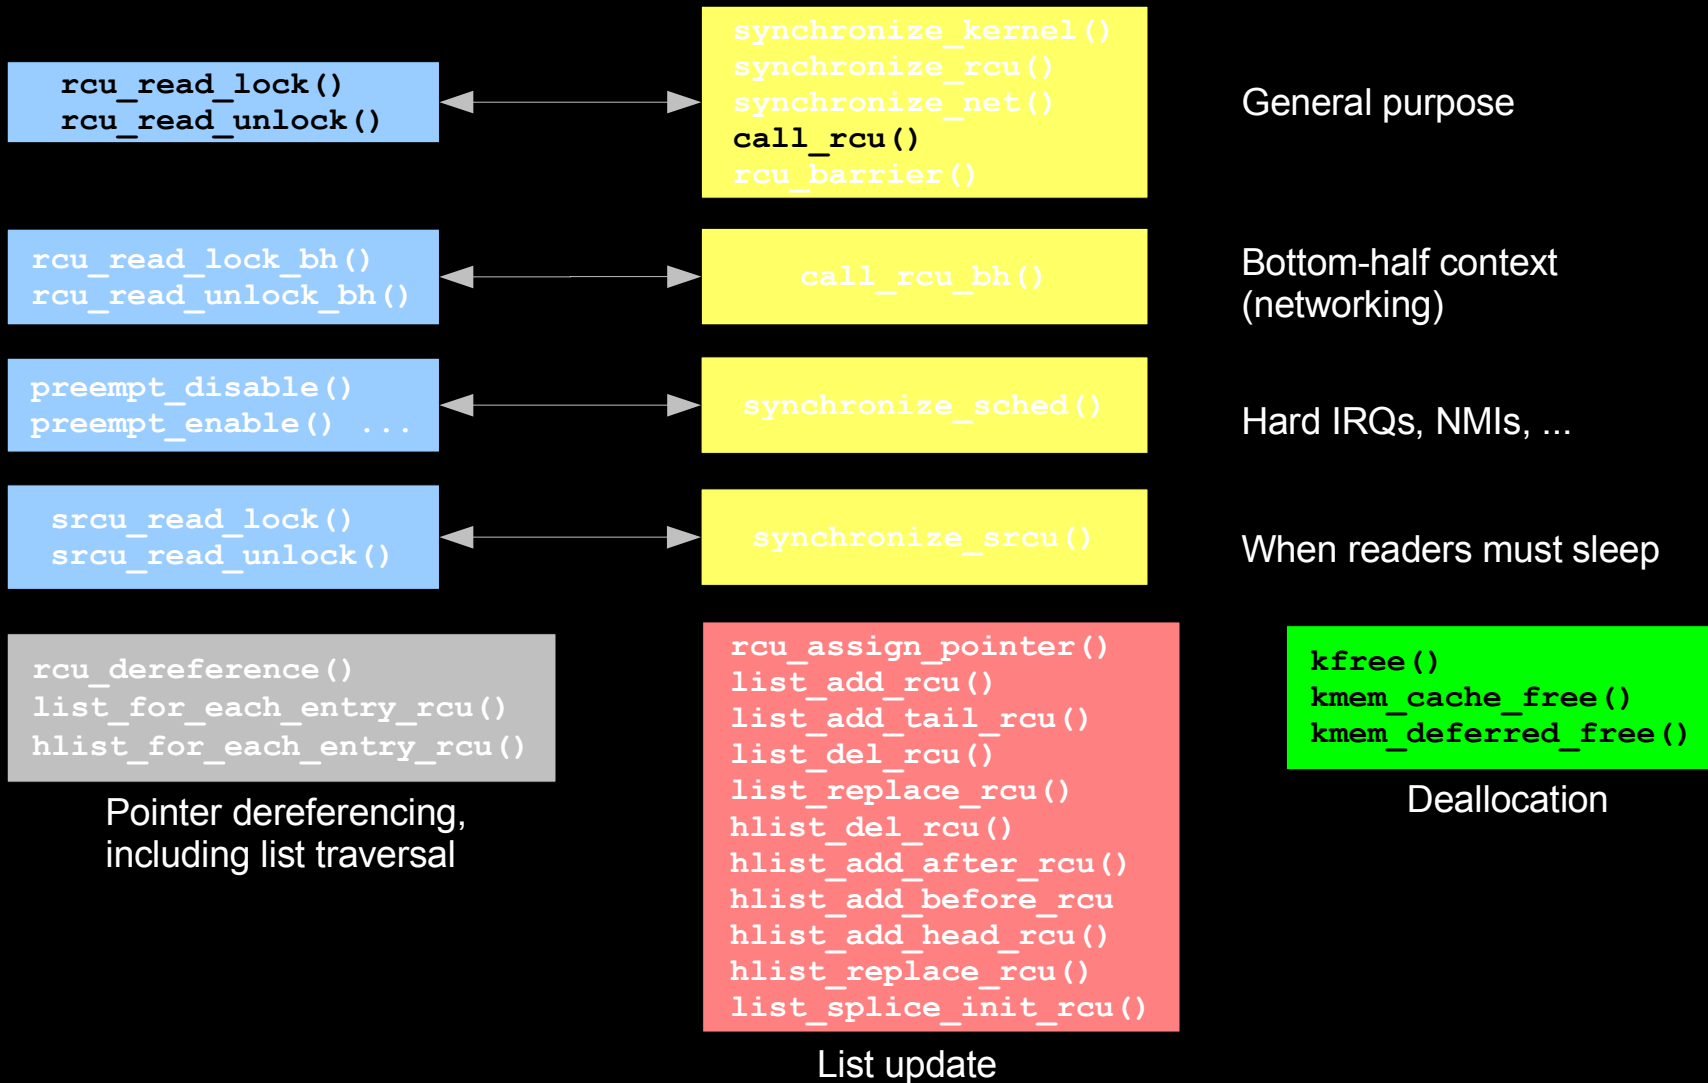 rcu_read_lock()
rcu_read_unlock()
synchronize_kernel()
synchronize_rcu()
synchronize_net()
call_rcu()
rcu_barrier()
General purpose
rcu_read_lock_bh()
rcu_read_unlock_bh()
call_rcu_bh()
Bottom-half context
(networking)
preempt_disable()
preempt_enable() ...
synchronize_sched()
Hard IRQs, NMIs, ...
srcu_read_lock()
srcu_read_unlock()
synchronize_srcu()
When readers must sleep
rcu_dereference()
list_for_each_entry_rcu()
hlist_for_each_entry_rcu()
Pointer dereferencing,
including list traversal
rcu_assign_pointer()
list_add_rcu()
list_add_tail_rcu()
list_del_rcu()
list_replace_rcu()
hlist_del_rcu()
hlist_add_after_rcu()
hlist_add_before_rcu
hlist_add_head_rcu()
hlist_replace_rcu()
list_splice_init_rcu()
List update
kfree()
kmem_cache_free()
kmem_deferred_free()
Deallocation